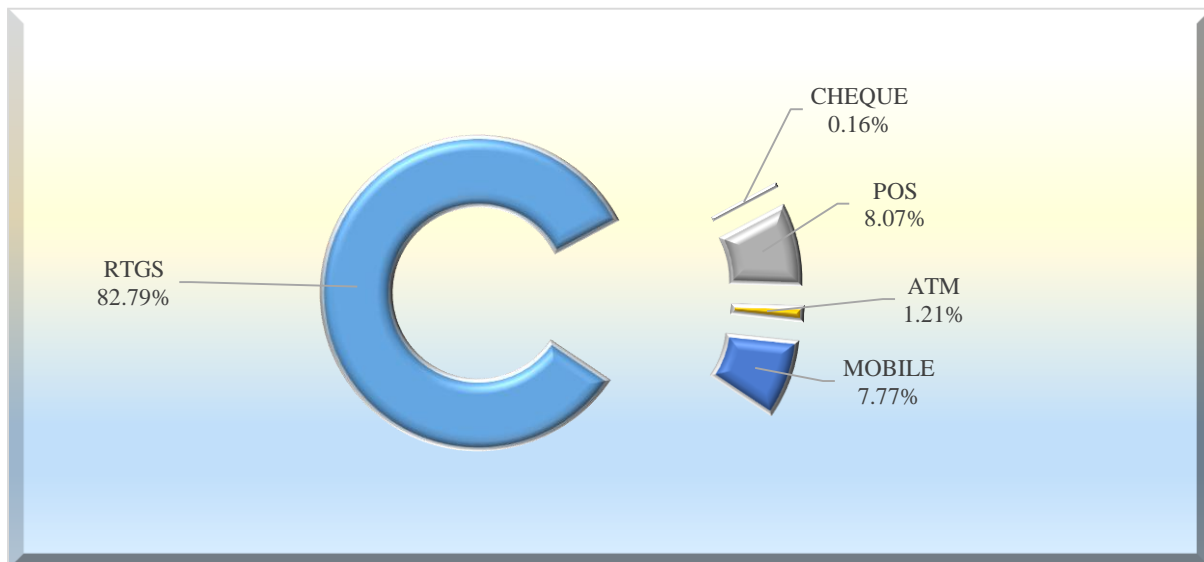 CHEQUE
0.16%
POS
8.07%
RTGS
82.79%
ATM
1.21%
MOBILE
7.77%